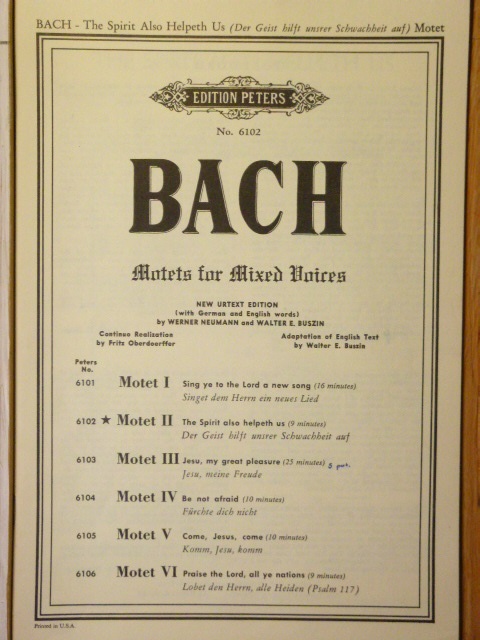 BACH - The Spirit Also Helpeth Us (Der Geist hilft unsrer Schwachheit auf) Motet
EDITION PETERS
No. 6102
BACH
Motets for Mixed Voices
NEW URTEXT EDITION
(with German and English words)
by WERNER NEUMANN and WALTER E. BUSZIN
Continuo Realization
by Fritz Oberdoerffer
Adaptation of English Text
by Walter E. Buszin
Peters
No.
6101 Motet I Sing ye to the Lord a new song (16 minutes)
Singet dem Herrn ein neues Lied
6102 ★ Motet II The Spirit also helpeth us (9 minutes)
Der Geist hilft unsrer Schwachheit auf
6103 Motet III Jesu, my great pleasure (25 minutes) 5 part.
Jesu, meine Freude
6104 Motet IV Be not afraid (10 minutes)
Fürchte dich nicht
6105 Motet V Come, Jesus, come (10 minutes)
Komm, Jesu, komm
6106 Motet VI Praise the Lord, all ye nations (9 minutes)
Lobet den Herrn, alle Heiden (Psalm 117)
Printed in U.S.A.